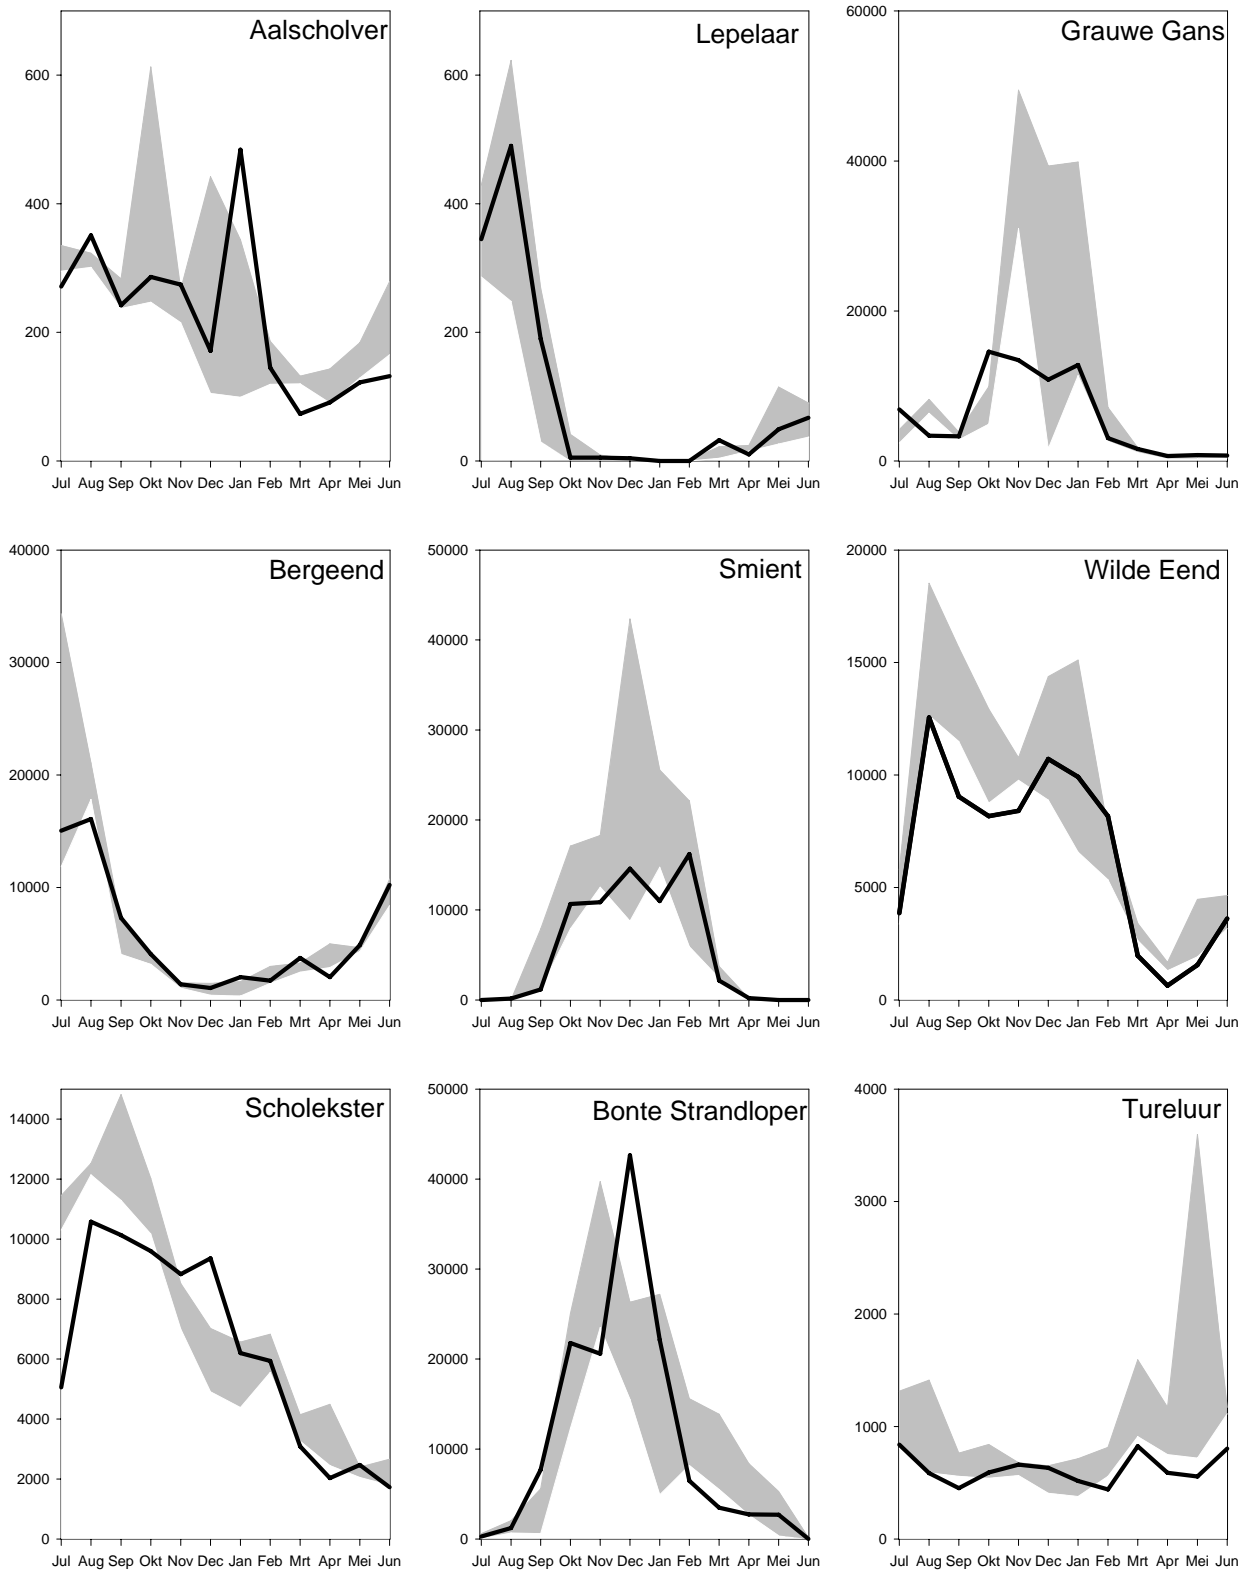 Aalscholver
600
400
200
0
Jul Aug Sep Okt Nov Dec Jan Feb Mrt Apr Mei Jun
Lepelaar
600
400
200
0
Jul Aug Sep Okt Nov Dec Jan Feb Mrt Apr Mei Jun
Grauwe Gans
60000
40000
20000
0
Jul Aug Sep Okt Nov Dec Jan Feb Mrt Apr Mei Jun
Bergeend
40000
30000
20000
10000
0
Jul Aug Sep Okt Nov Dec Jan Feb Mrt Apr Mei Jun
Smient
50000
40000
30000
20000
10000
0
Jul Aug Sep Okt Nov Dec Jan Feb Mrt Apr Mei Jun
Wilde Eend
20000
15000
10000
5000
0
Jul Aug Sep Okt Nov Dec Jan Feb Mrt Apr Mei Jun
Scholekster
14000
12000
10000
8000
6000
4000
2000
0
Jul Aug Sep Okt Nov Dec Jan Feb Mrt Apr Mei Jun
Bonte Strandloper
50000
40000
30000
20000
10000
0
Jul Aug Sep Okt Nov Dec Jan Feb Mrt Apr Mei Jun
Tureluur
4000
3000
2000
1000
0
Jul Aug Sep Okt Nov Dec Jan Feb Mrt Apr Mei Jun